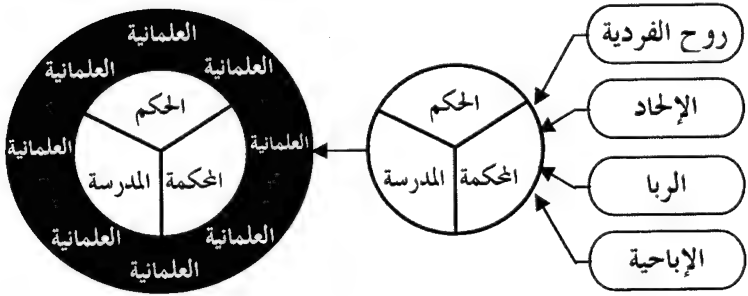 روح الفردية
الإلحاد
الربا
الإباحية
الحكم
المحكمة
المدرسة
العلمانية
العلمانية
العلمانية
العلمانية
العلمانية
العلمانية
العلمانية
العلمانية
الحكم
المحكمة
المدرسة